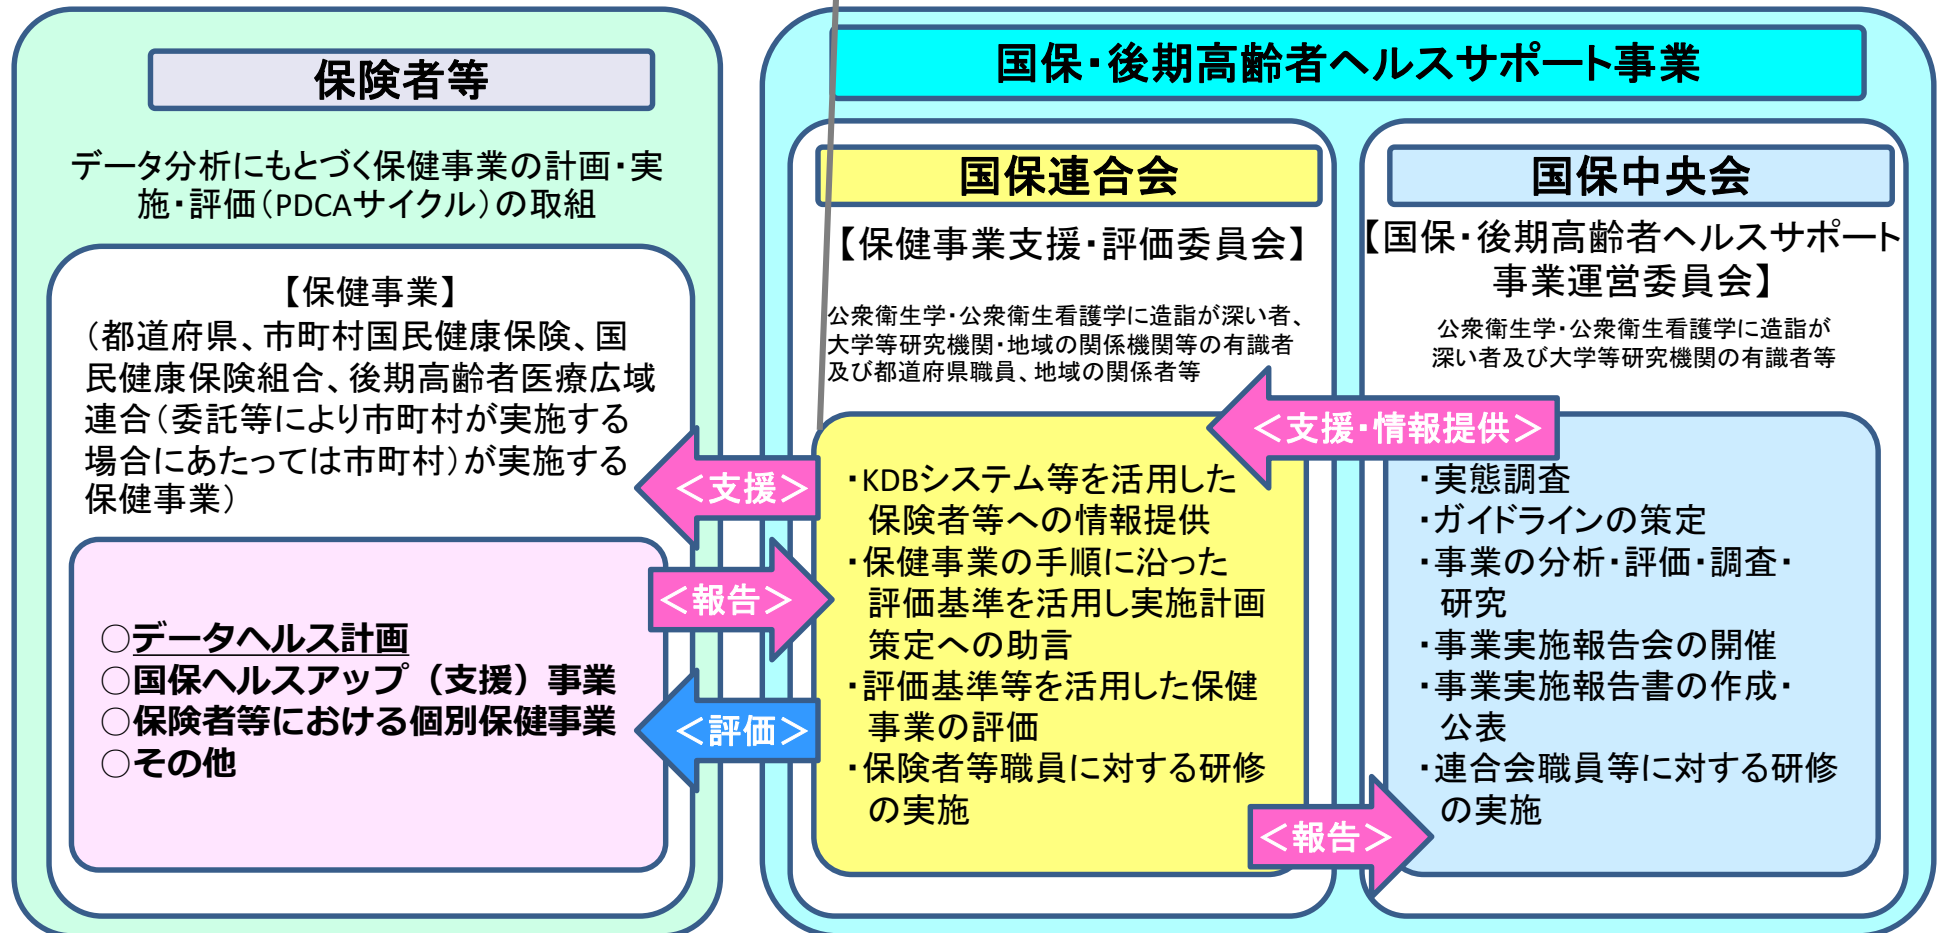 保険者等
データ分析にもとづく保健事業の計画・実
施・評価（PDCAサイクル）の取組
【保健事業】
（都道府県、市町村国民健康保険、国
民健康保険組合、後期高齢者医療広域
連合（委託等により市町村が実施する
場合にあたっては市町村）が実施する
保健事業）
○データヘルス計画
○国保ヘルスアップ（支援）事業
○保険者等における個別保健事業
○その他
＜支援＞
＜報告＞
＜評価＞
国保・後期高齢者ヘルスサポート事業
国保連合会
【保健事業支援・評価委員会】
公衆衛生学・公衆衛生看護学に造詣が深い者、
大学等研究機関・地域の関係機関等の有識者
及び都道府県職員、地域の関係者等
・KDBシステム等を活用した
保険者等への情報提供
・保健事業の手順に沿った
評価基準を活用し実施計画
策定への助言
・評価基準等を活用した保健
事業の評価
・保険者等職員に対する研修
の実施
＜支援・情報提供＞
＜報告＞
国保中央会
【国保・後期高齢者ヘルスサポート
事業運営委員会】
公衆衛生学・公衆衛生看護学に造詣が
深い者及び大学等研究機関の有識者等
・実態調査
・ガイドラインの策定
・事業の分析・評価・調査・
研究
・事業実施報告会の開催
・事業実施報告書の作成・
公表
・連合会職員等に対する研修
の実施